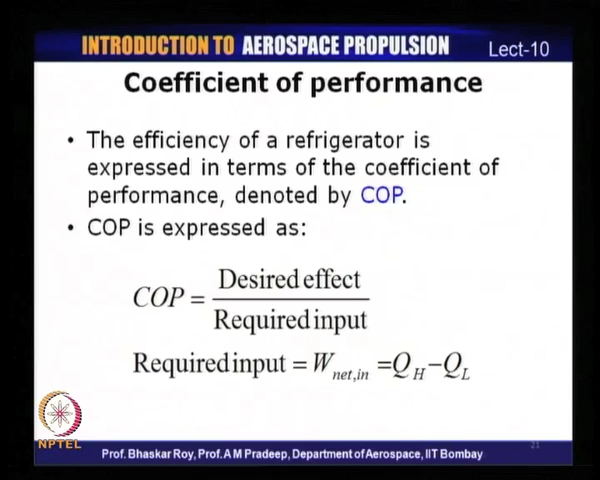 INTRODUCTION TO AEROSPACE PROPULSION Lect-10
Coefficient of performance
• The efficiency of a refrigerator is
expressed in terms of the coefficient of
performance, denoted by COP.
• COP is expressed as:
COP = Desired effect / Required input
Required input = W_net,in = Q_H − Q_L
NPTEL
Prof. Bhaskar Roy, Prof. A M Pradeep, Department of Aerospace, IIT Bombay
21